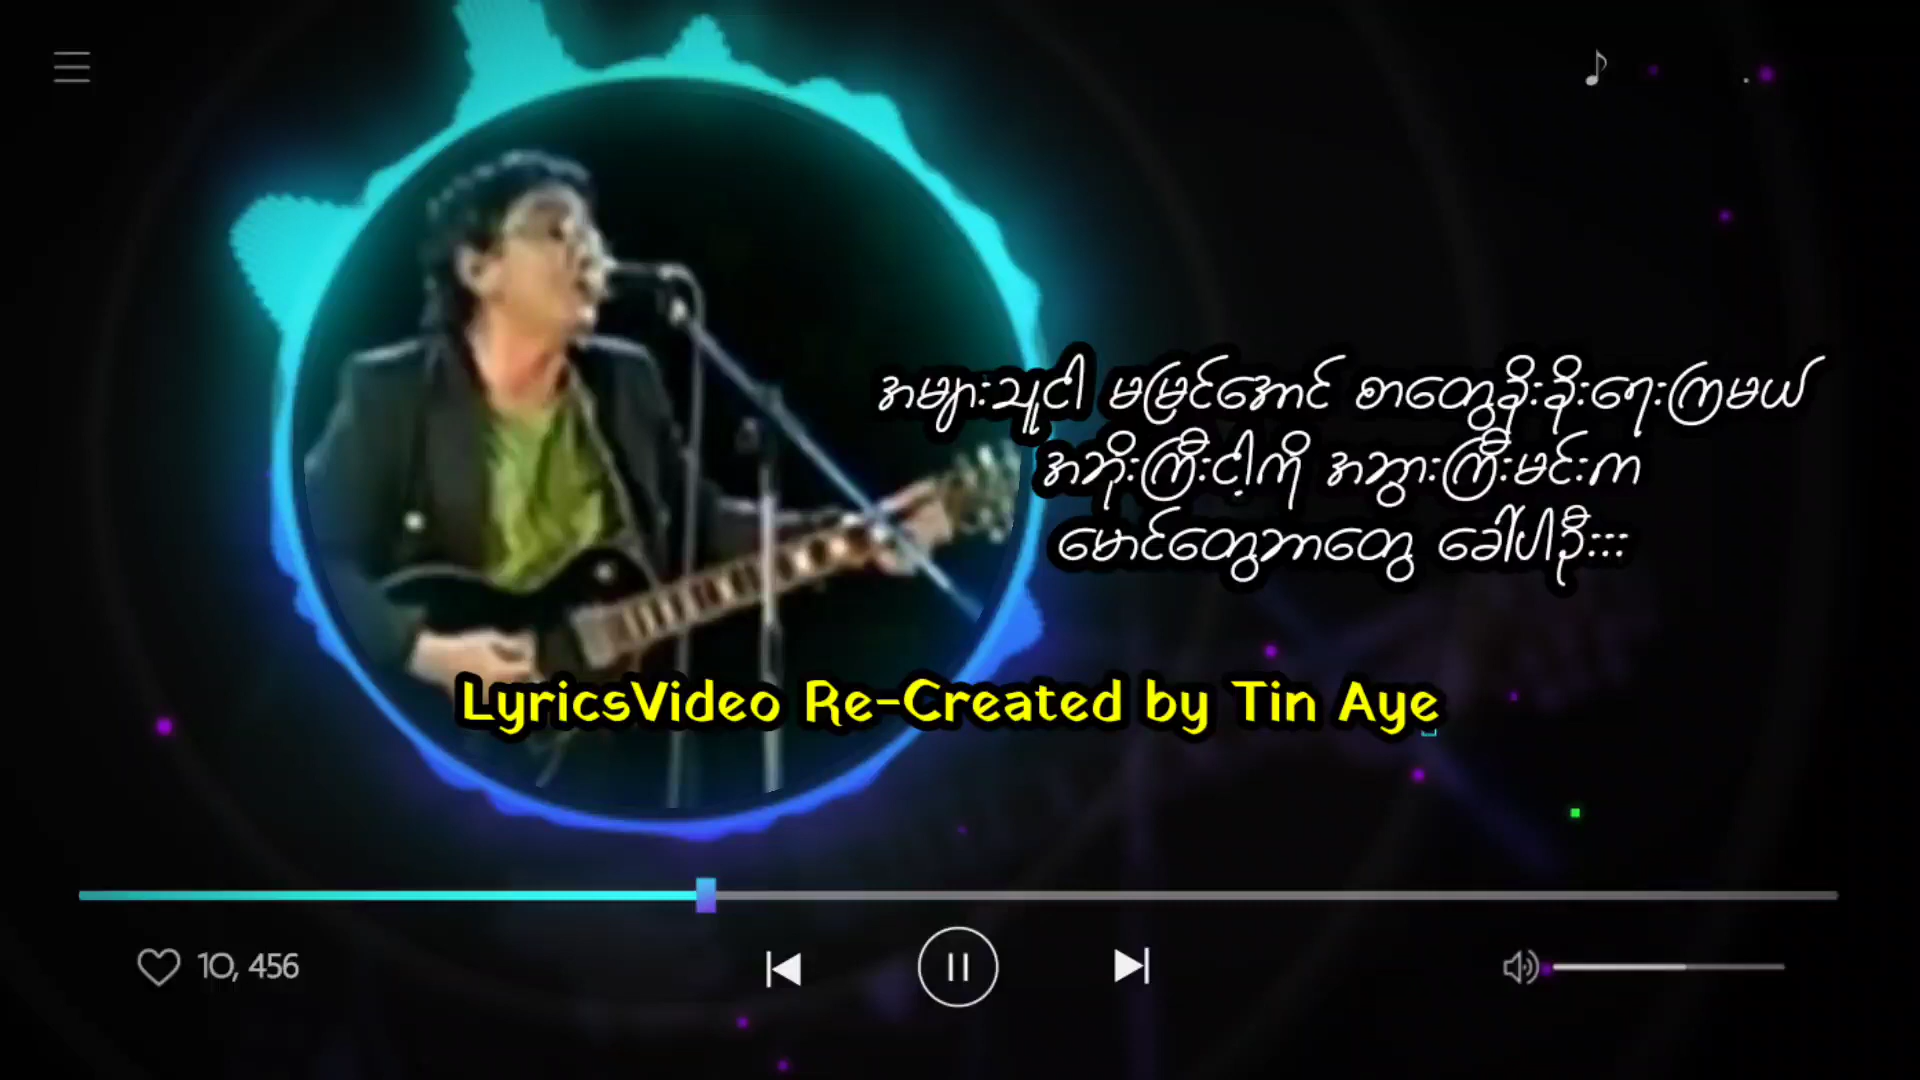 အများသူငါ မမြင်အောင် စာတွေခိုးခိုးရေးကြမယ်
အဘိုးကြီးငါ့ကို အဘွားကြီးမင်းက
မောင်တွေဘာတွေ ခေါ်ပါဦး:::
LyricsVideo Re-Created by Tin Aye
10, 456